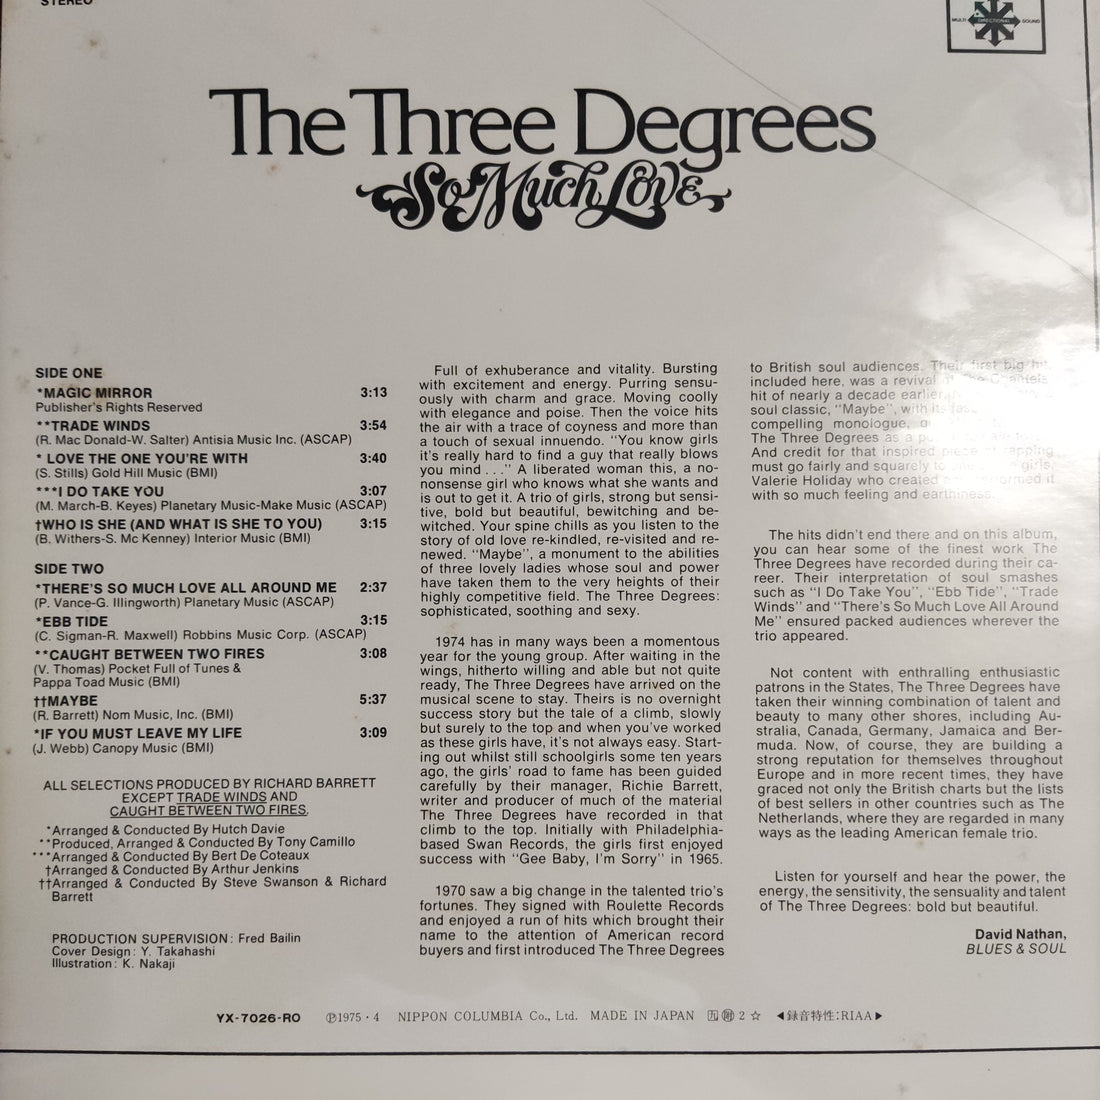 STEREO
MULTI DIRECTIONAL SOUND
The Three Degrees
So Much Love
SIDE ONE
*MAGIC MIRROR 3:13
Publisher's Rights Reserved
**TRADE WINDS 3:54
(R. Mac Donald-W. Salter) Antisia Music Inc. (ASCAP)
* LOVE THE ONE YOU'RE WITH 3:40
(S. Stills) Gold Hill Music (BMI)
***I DO TAKE YOU 3:07
(M. March-B. Keyes) Planetary Music-Make Music (ASCAP)
†WHO IS SHE (AND WHAT IS SHE TO YOU) 3:15
(B. Withers-S. Mc Kenney) Interior Music (BMI)
SIDE TWO
*THERE'S SO MUCH LOVE ALL AROUND ME 2:37
(P. Vance-G. Illingworth) Planetary Music (ASCAP)
*EBB TIDE 3:15
(C. Sigman-R. Maxwell) Robbins Music Corp. (ASCAP)
**CAUGHT BETWEEN TWO FIRES 3:08
(V. Thomas) Pocket Full of Tunes &
Pappa Toad Music (BMI)
††MAYBE 5:37
(R. Barrett) Nom Music, Inc. (BMI)
*IF YOU MUST LEAVE MY LIFE 3:09
(J. Webb) Canopy Music (BMI)
ALL SELECTIONS PRODUCED BY RICHARD BARRETT
EXCEPT TRADE WINDS AND
CAUGHT BETWEEN TWO FIRES.
*Arranged & Conducted By Hutch Davie
**Produced, Arranged & Conducted By Tony Camillo
***Arranged & Conducted By Bert De Coteaux
†Arranged & Conducted By Arthur Jenkins
††Arranged & Conducted By Steve Swanson & Richard
Barrett
PRODUCTION SUPERVISION: Fred Bailin
Cover Design: Y. Takahashi
Illustration: K. Nakaji
Full of exhuberance and vitality. Bursting
with excitement and energy. Purring sensu-
ously with charm and grace. Moving coolly
with elegance and poise. Then the voice hits
the air with a trace of coyness and more than
a touch of sexual innuendo. "You know girls
it's really hard to find a guy that really blows
you mind . . ." A liberated woman this, a no-
nonsense girl who knows what she wants and
is out to get it. A trio of girls, strong but sensi-
tive, bold but beautiful, bewitching and be-
witched. Your spine chills as you listen to the
story of old love re-kindled, re-visited and re-
newed. "Maybe", a monument to the abilities
of three lovely ladies whose soul and power
have taken them to the very heights of their
highly competitive field. The Three Degrees:
sophisticated, soothing and sexy.
1974 has in many ways been a momentous
year for the young group. After waiting in the
wings, hitherto willing and able but not quite
ready, The Three Degrees have arrived on the
musical scene to stay. Theirs is no overnight
success story but the tale of a climb, slowly
but surely to the top and when you've worked
as these girls have, it's not always easy. Start-
ing out whilst still schoolgirls some ten years
ago, the girls' road to fame has been guided
carefully by their manager, Richie Barrett,
writer and producer of much of the material
The Three Degrees have recorded in that
climb to the top. Initially with Philadelphia-
based Swan Records, the girls first enjoyed
success with "Gee Baby, I'm Sorry" in 1965.
1970 saw a big change in the talented trio's
fortunes. They signed with Roulette Records
and enjoyed a run of hits which brought their
name to the attention of American record
buyers and first introduced The Three Degrees
to British soul audiences. Their first big hit,
included here, was a revival of The Chantels
hit of nearly a decade earlier,
soul classic, "Maybe", with its
compelling monologue,
The Three Degrees as a
And credit for that inspired piece of rapping
must go fairly and squarely to girls,
Valerie Holiday who created it
with so much feeling and earthiness.
The hits didn't end there and on this album,
you can hear some of the finest work The
Three Degrees have recorded during their ca-
reer. Their interpretation of soul smashes
such as "I Do Take You", "Ebb Tide", "Trade
Winds" and "There's So Much Love All Around
Me" ensured packed audiences wherever the
trio appeared.
Not content with enthralling enthusiastic
patrons in the States, The Three Degrees have
taken their winning combination of talent and
beauty to many other shores, including Au-
stralia, Canada, Germany, Jamaica and Ber-
muda. Now, of course, they are building a
strong reputation for themselves throughout
Europe and in more recent times, they have
graced not only the British charts but the lists
of best sellers in other countries such as The
Netherlands, where they are regarded in many
ways as the leading American female trio.
Listen for yourself and hear the power, the
energy, the sensitivity, the sensuality and talent
of The Three Degrees: bold but beautiful.
David Nathan,
BLUES & SOUL
YX-7026-RO Ⓟ1975・4 NIPPON COLUMBIA Co., Ltd. MADE IN JAPAN 2☆ ◀録音特性:RIAA▶